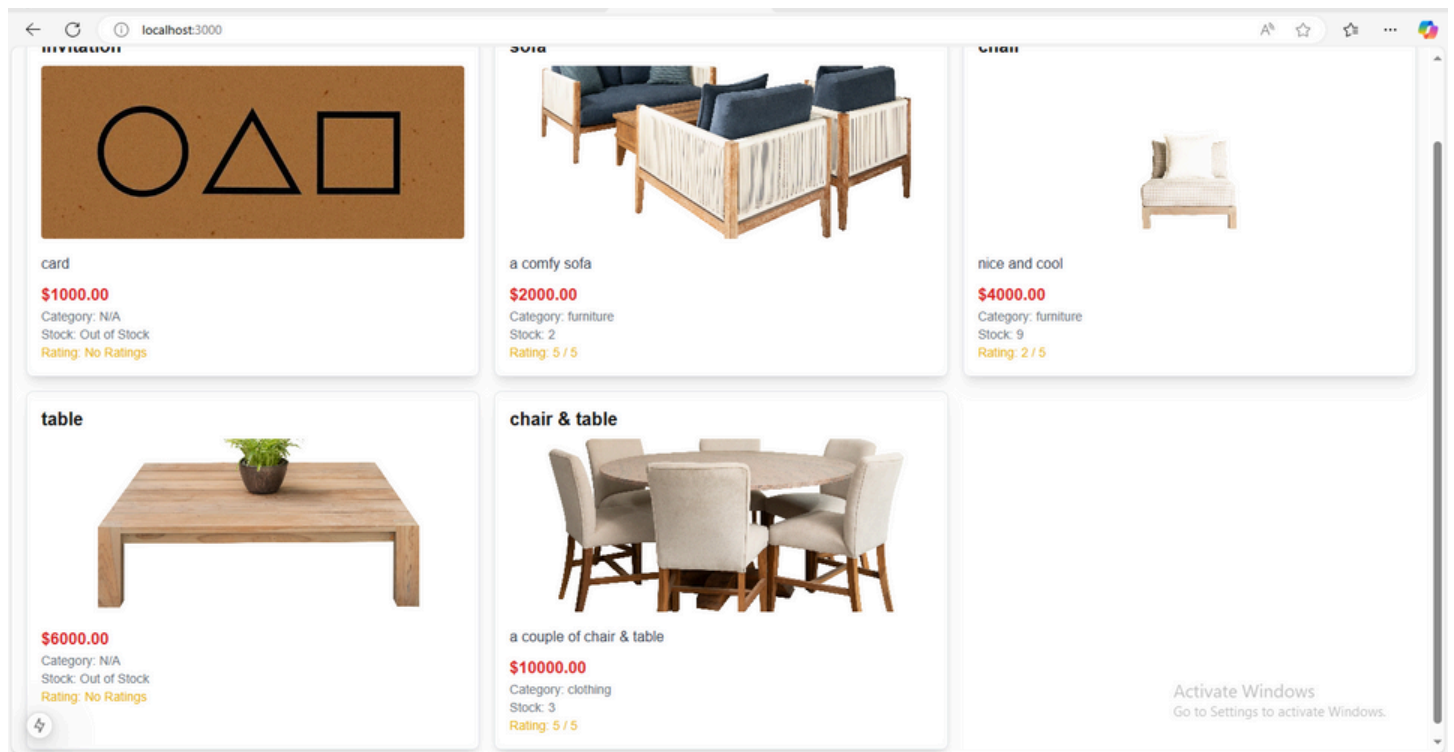 localhost:3000
invitation
sofa
chair
card
$1000.00
Category: N/A
Stock: Out of Stock
Rating: No Ratings
a comfy sofa
$2000.00
Category: furniture
Stock: 2
Rating: 5 / 5
nice and cool
$4000.00
Category: furniture
Stock: 9
Rating: 2 / 5
table
$6000.00
Category: N/A
Stock: Out of Stock
Rating: No Ratings
chair & table
a couple of chair & table
$10000.00
Category: clothing
Stock: 3
Rating: 5 / 5
Activate Windows
Go to Settings to activate Windows.